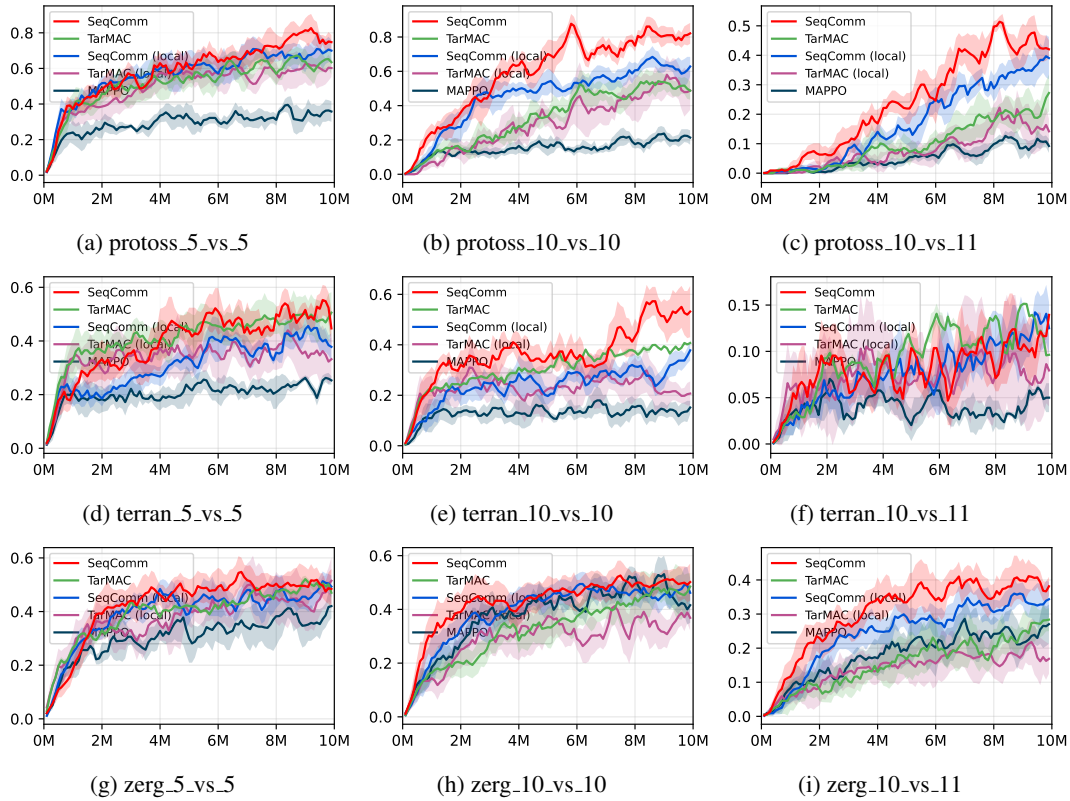 SeqComm
TarMAC
SeqComm (local)
TarMAC (local)
MAPPO
0.8
0.6
0.4
0.2
0.0
0M 2M 4M 6M 8M 10M
(a) protoss_5_vs_5
SeqComm
TarMAC
SeqComm (local)
TarMAC (local)
MAPPO
0.8
0.6
0.4
0.2
0.0
0M 2M 4M 6M 8M 10M
(b) protoss_10_vs_10
SeqComm
TarMAC
SeqComm (local)
TarMAC (local)
MAPPO
0.5
0.4
0.3
0.2
0.1
0.0
0M 2M 4M 6M 8M 10M
(c) protoss_10_vs_11
SeqComm
TarMAC
SeqComm (local)
TarMAC (local)
MAPPO
0.6
0.4
0.2
0.0
0M 2M 4M 6M 8M 10M
(d) terran_5_vs_5
SeqComm
TarMAC
SeqComm (local)
TarMAC (local)
MAPPO
0.6
0.4
0.2
0.0
0M 2M 4M 6M 8M 10M
(e) terran_10_vs_10
SeqComm
TarMAC
SeqComm (local)
TarMAC (local)
MAPPO
0.15
0.10
0.05
0.00
0M 2M 4M 6M 8M 10M
(f) terran_10_vs_11
SeqComm
TarMAC
SeqComm (local)
TarMAC (local)
MAPPO
0.6
0.4
0.2
0.0
0M 2M 4M 6M 8M 10M
(g) zerg_5_vs_5
SeqComm
TarMAC
SeqComm (local)
TarMAC (local)
MAPPO
0.6
0.4
0.2
0.0
0M 2M 4M 6M 8M 10M
(h) zerg_10_vs_10
SeqComm
TarMAC
SeqComm (local)
TarMAC (local)
MAPPO
0.4
0.3
0.2
0.1
0.0
0M 2M 4M 6M 8M 10M
(i) zerg_10_vs_11